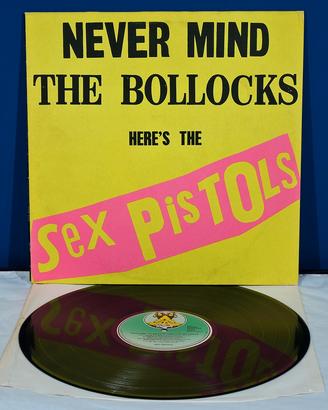 NEVER MIND
THE BOLLOCKS
HERE'S THE
Sex PiSTOLS